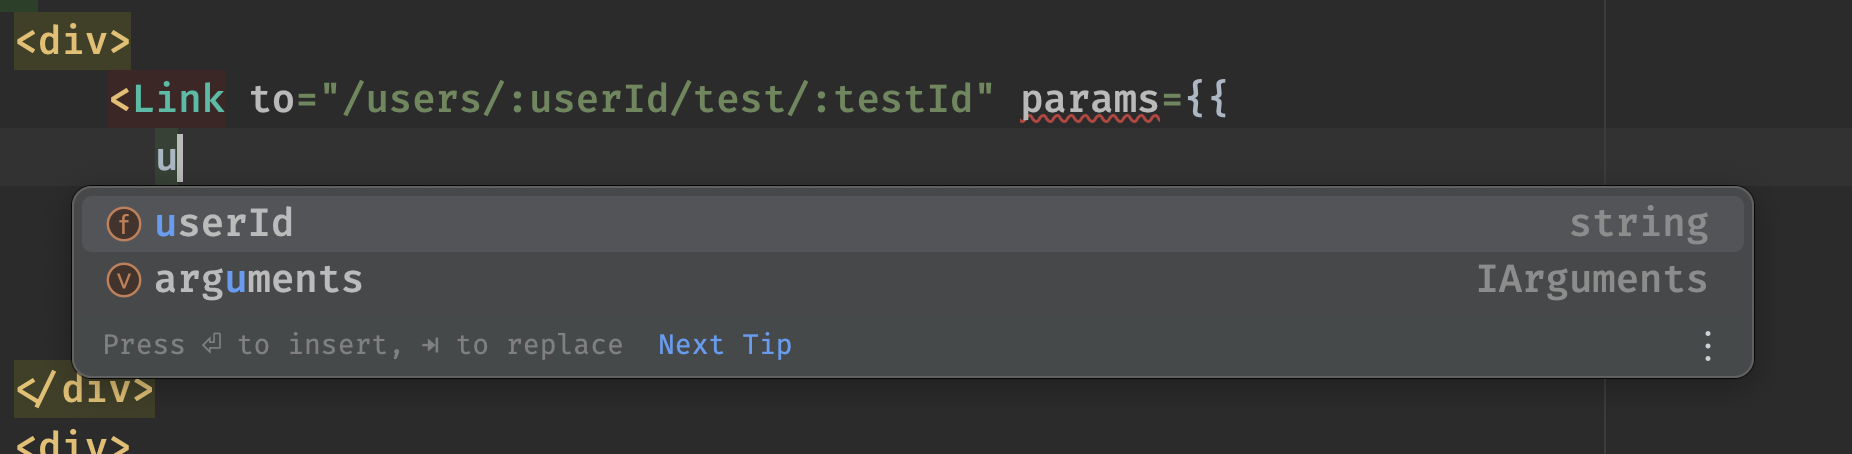 <div>
<Link to="/users/:userId/test/:testId" params={{
u
f userId string
v arguments IArguments
Press ⏎ to insert, ⇥ to replace Next Tip
</div>
<div>